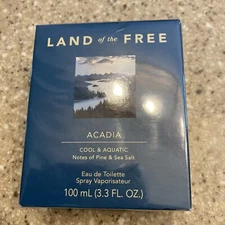 LAND of the FREE
ACADIA
COOL & AQUATIC
Notes of Pine & Sea Salt
Eau de Toilette
Spray Vaporisateur
100 mL (3.3 FL. OZ.)